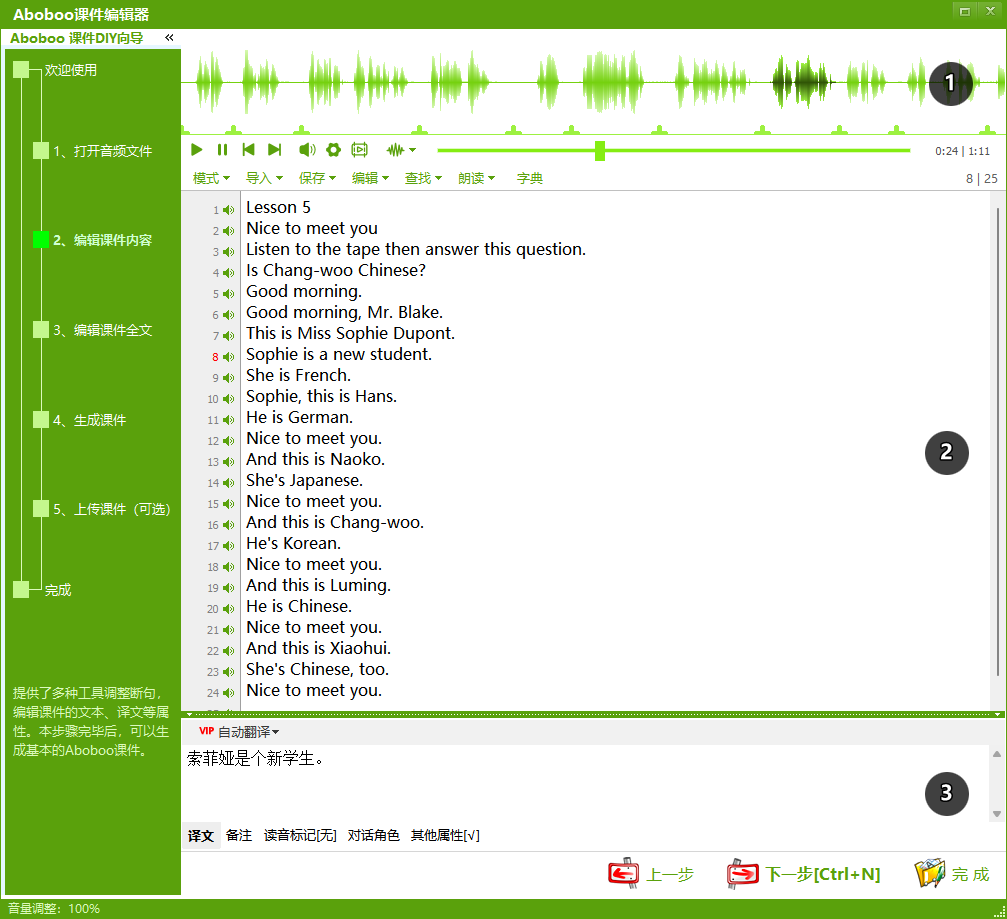 Aboboo课件编辑器
Aboboo 课件DIY向导 «
欢迎使用
1、打开音频文件
2、编辑课件内容
3、编辑课件全文
4、生成课件
5、上传课件（可选）
完成
提供了多种工具调整断句，
编辑课件的文本、译文等属
性。本步骤完毕后，可以生
成基本的Aboboo课件。
1
0:24 | 1:11
模式 导入 保存 编辑 查找 朗读 字典 8 | 25
1 Lesson 5
2 Nice to meet you
3 Listen to the tape then answer this question.
4 Is Chang-woo Chinese?
5 Good morning.
6 Good morning, Mr. Blake.
7 This is Miss Sophie Dupont.
8 Sophie is a new student.
9 She is French.
10 Sophie, this is Hans.
11 He is German.
12 Nice to meet you.
13 And this is Naoko.
14 She's Japanese.
15 Nice to meet you.
16 And this is Chang-woo.
17 He's Korean.
18 Nice to meet you.
19 And this is Luming.
20 He is Chinese.
21 Nice to meet you.
22 And this is Xiaohui.
23 She's Chinese, too.
24 Nice to meet you.
2
VIP 自动翻译
索菲娅是个新学生。
3
译文 备注 读音标记[无] 对话角色 其他属性[√]
上一步 下一步[Ctrl+N] 完 成
音量调整：100%